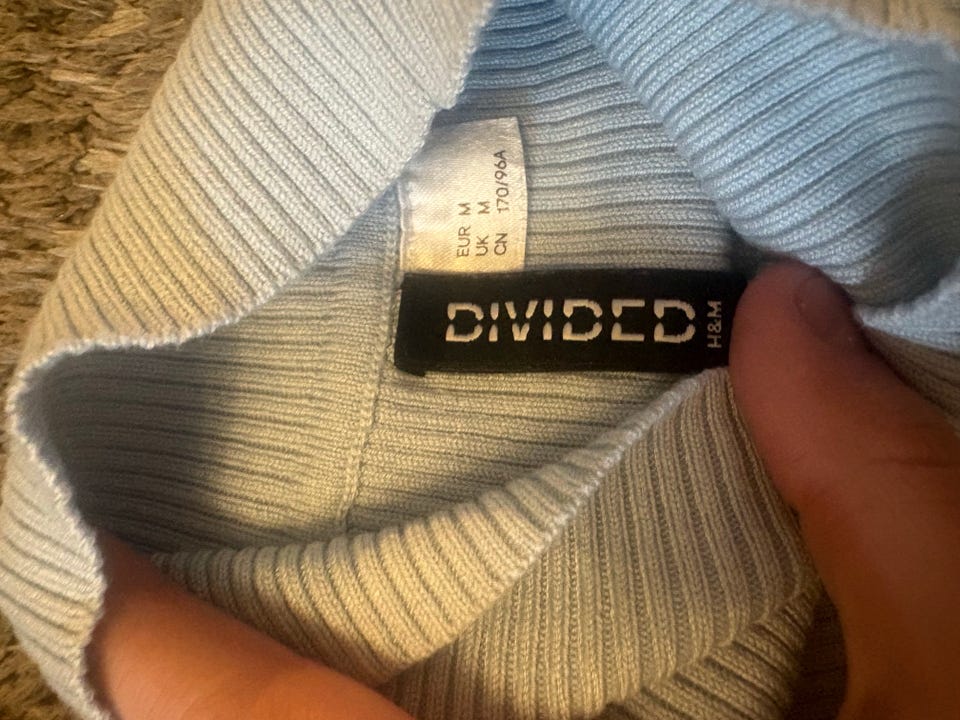 EUR M
UK M
CN 170/96A
DIVIDED
H&M